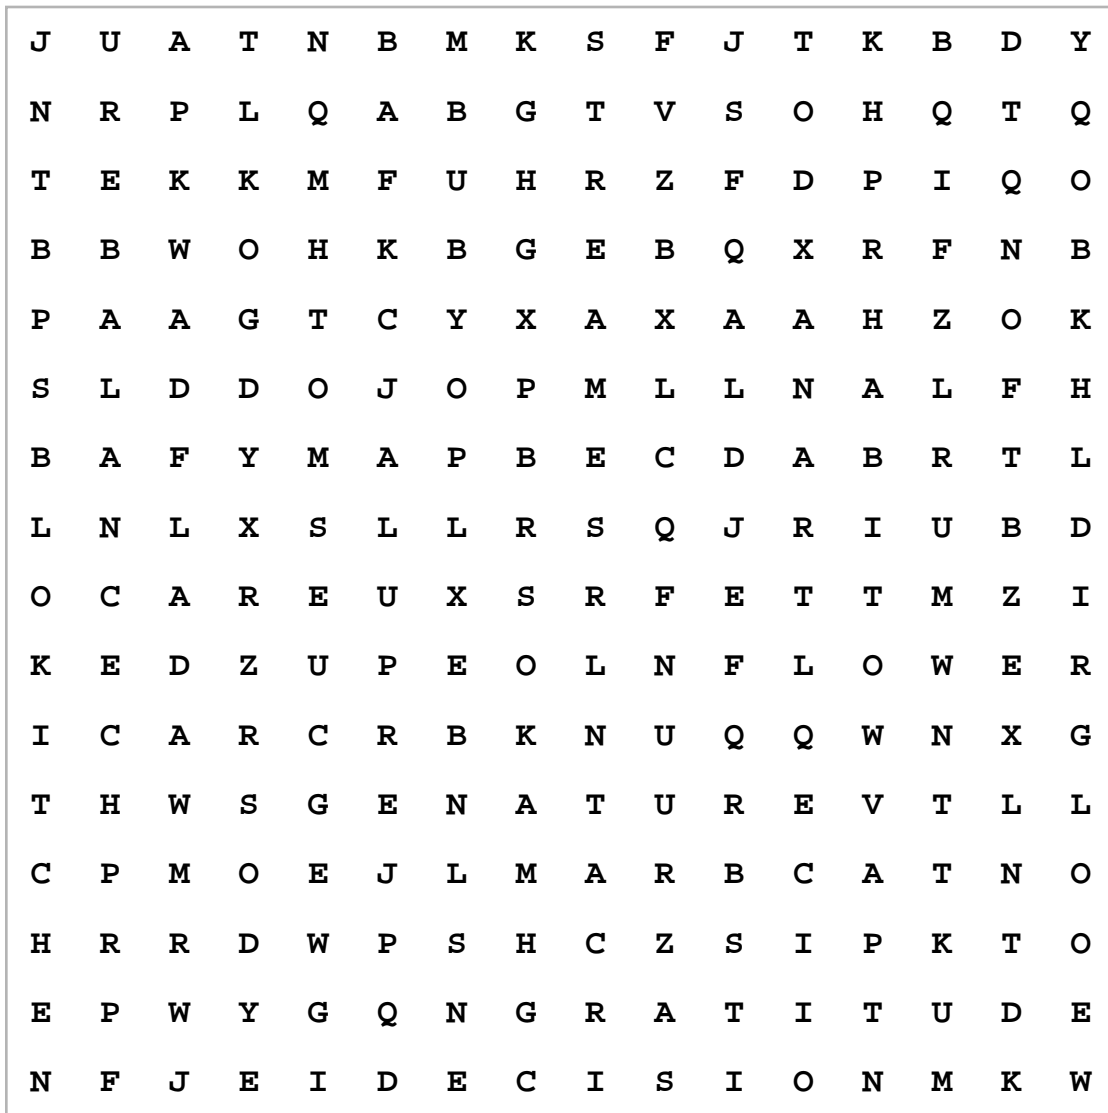 J U A T N B M K S F J T K B D Y
N R P L Q A B G T V S O H Q T Q
T E K K M F U H R Z F D P I Q O
B B W O H K B G E B Q X R F N B
P A A G T C Y X A X A A H Z O K
S L D D O J O P M L L N A L F H
B A F Y M A P B E C D A B R T L
L N L X S L L R S Q J R I U B D
O C A R E U X S R F E T T M Z I
K E D Z U P E O L N F L O W E R
I C A R C R B K N U Q Q W N X G
T H W S G E N A T U R E V T L L
C P M O E J L M A R B C A T N O
H R R D W P S H C Z S I P K T O
E P W Y G Q N G R A T I T U D E
N F J E I D E C I S I O N M K W